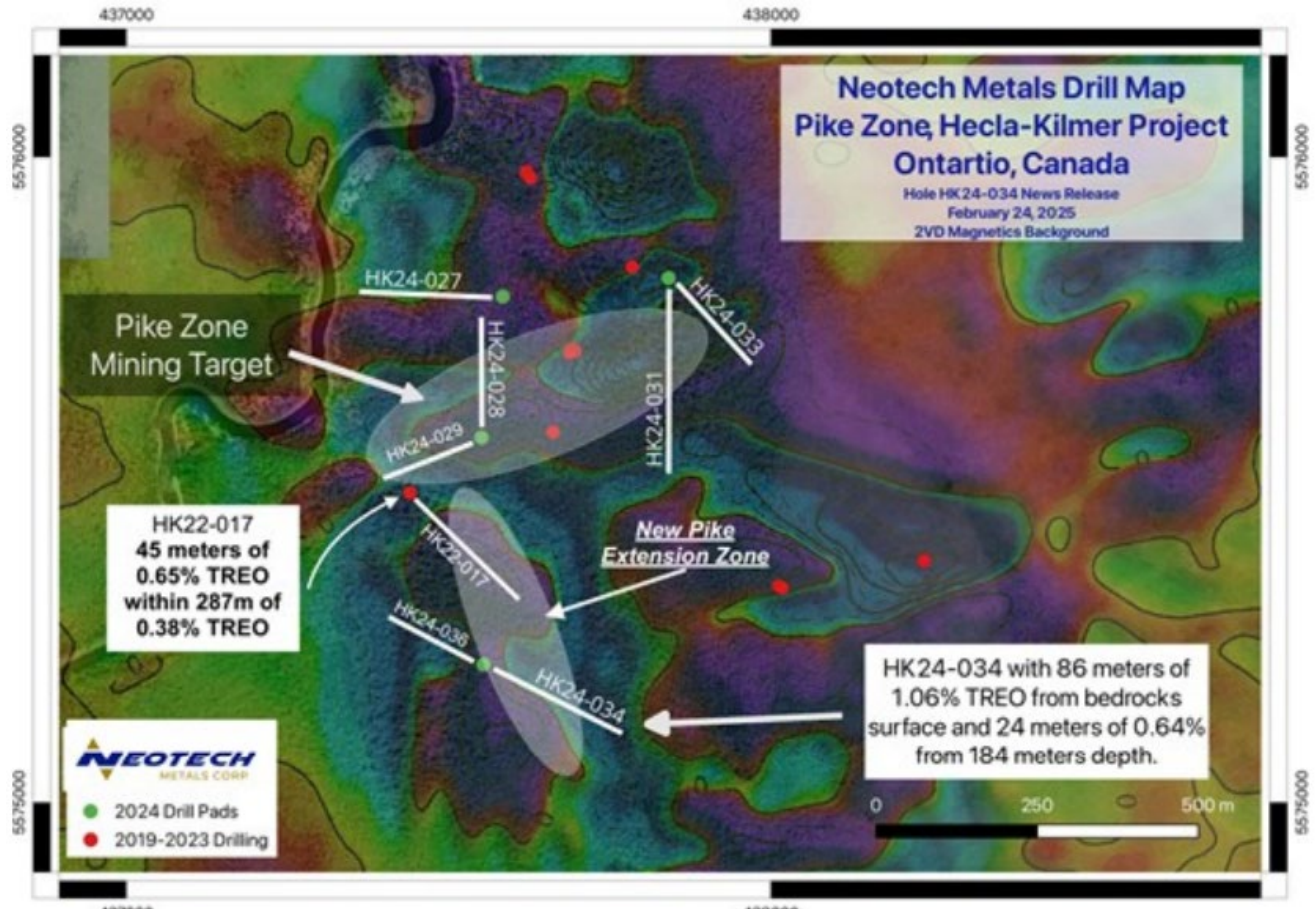 437000
438000
Neotech Metals Drill Map
Pike Zone, Hecla-Kilmer Project
Ontartio, Canada
Hole HK24-034 News Release
February 24, 2025
2VD Magnetics Background
5576000
5576000
HK24-027
HK24-033
Pike Zone
Mining Target
HK24-028
HK24-031
HK24-029
HK22-017
45 meters of
0.65% TREO
within 287m of
0.38% TREO
HK22-017
New Pike
Extension Zone
HK24-036
HK24-034
HK24-034 with 86 meters of
1.06% TREO from bedrocks
surface and 24 meters of 0.64%
from 184 meters depth.
NEOTECH
METALS CORP
2024 Drill Pads
2019-2023 Drilling
0 250 500 m
5575000
5575000